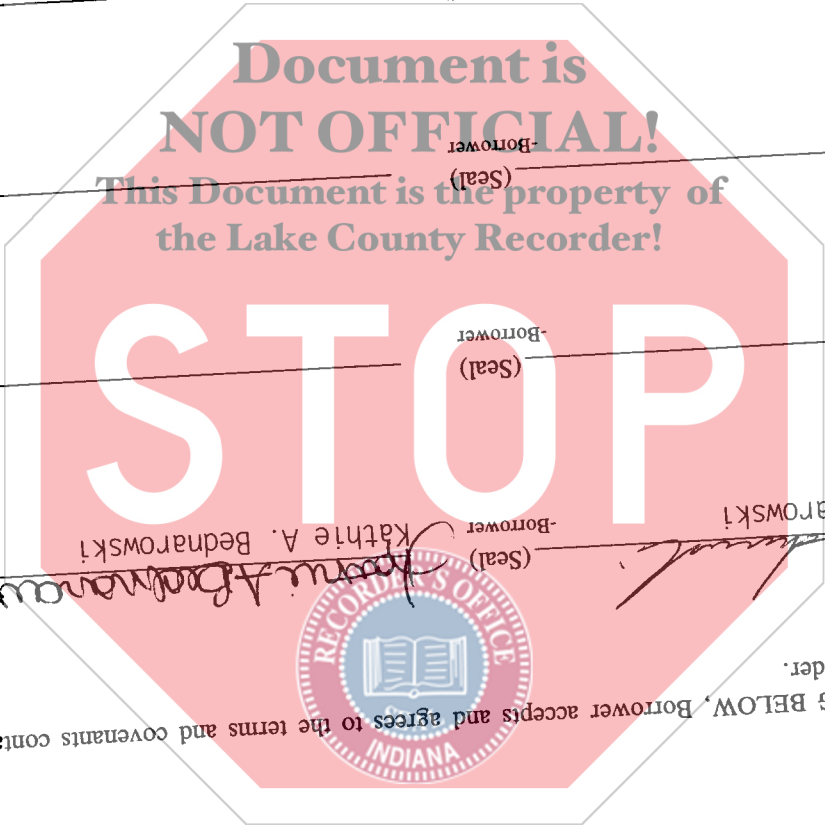 Document is
NOT OFFICIAL!
This Document is the property of
the Lake County Recorder!
STOP
RECORDER'S OFFICE
SEAL
INDIANA
BELOW, Borrower accepts and agrees to the terms and covenants
(Seal)
-Borrower
Kathie A. Bednarowski
(Seal)
-Borrower
(Seal)
-Borrower